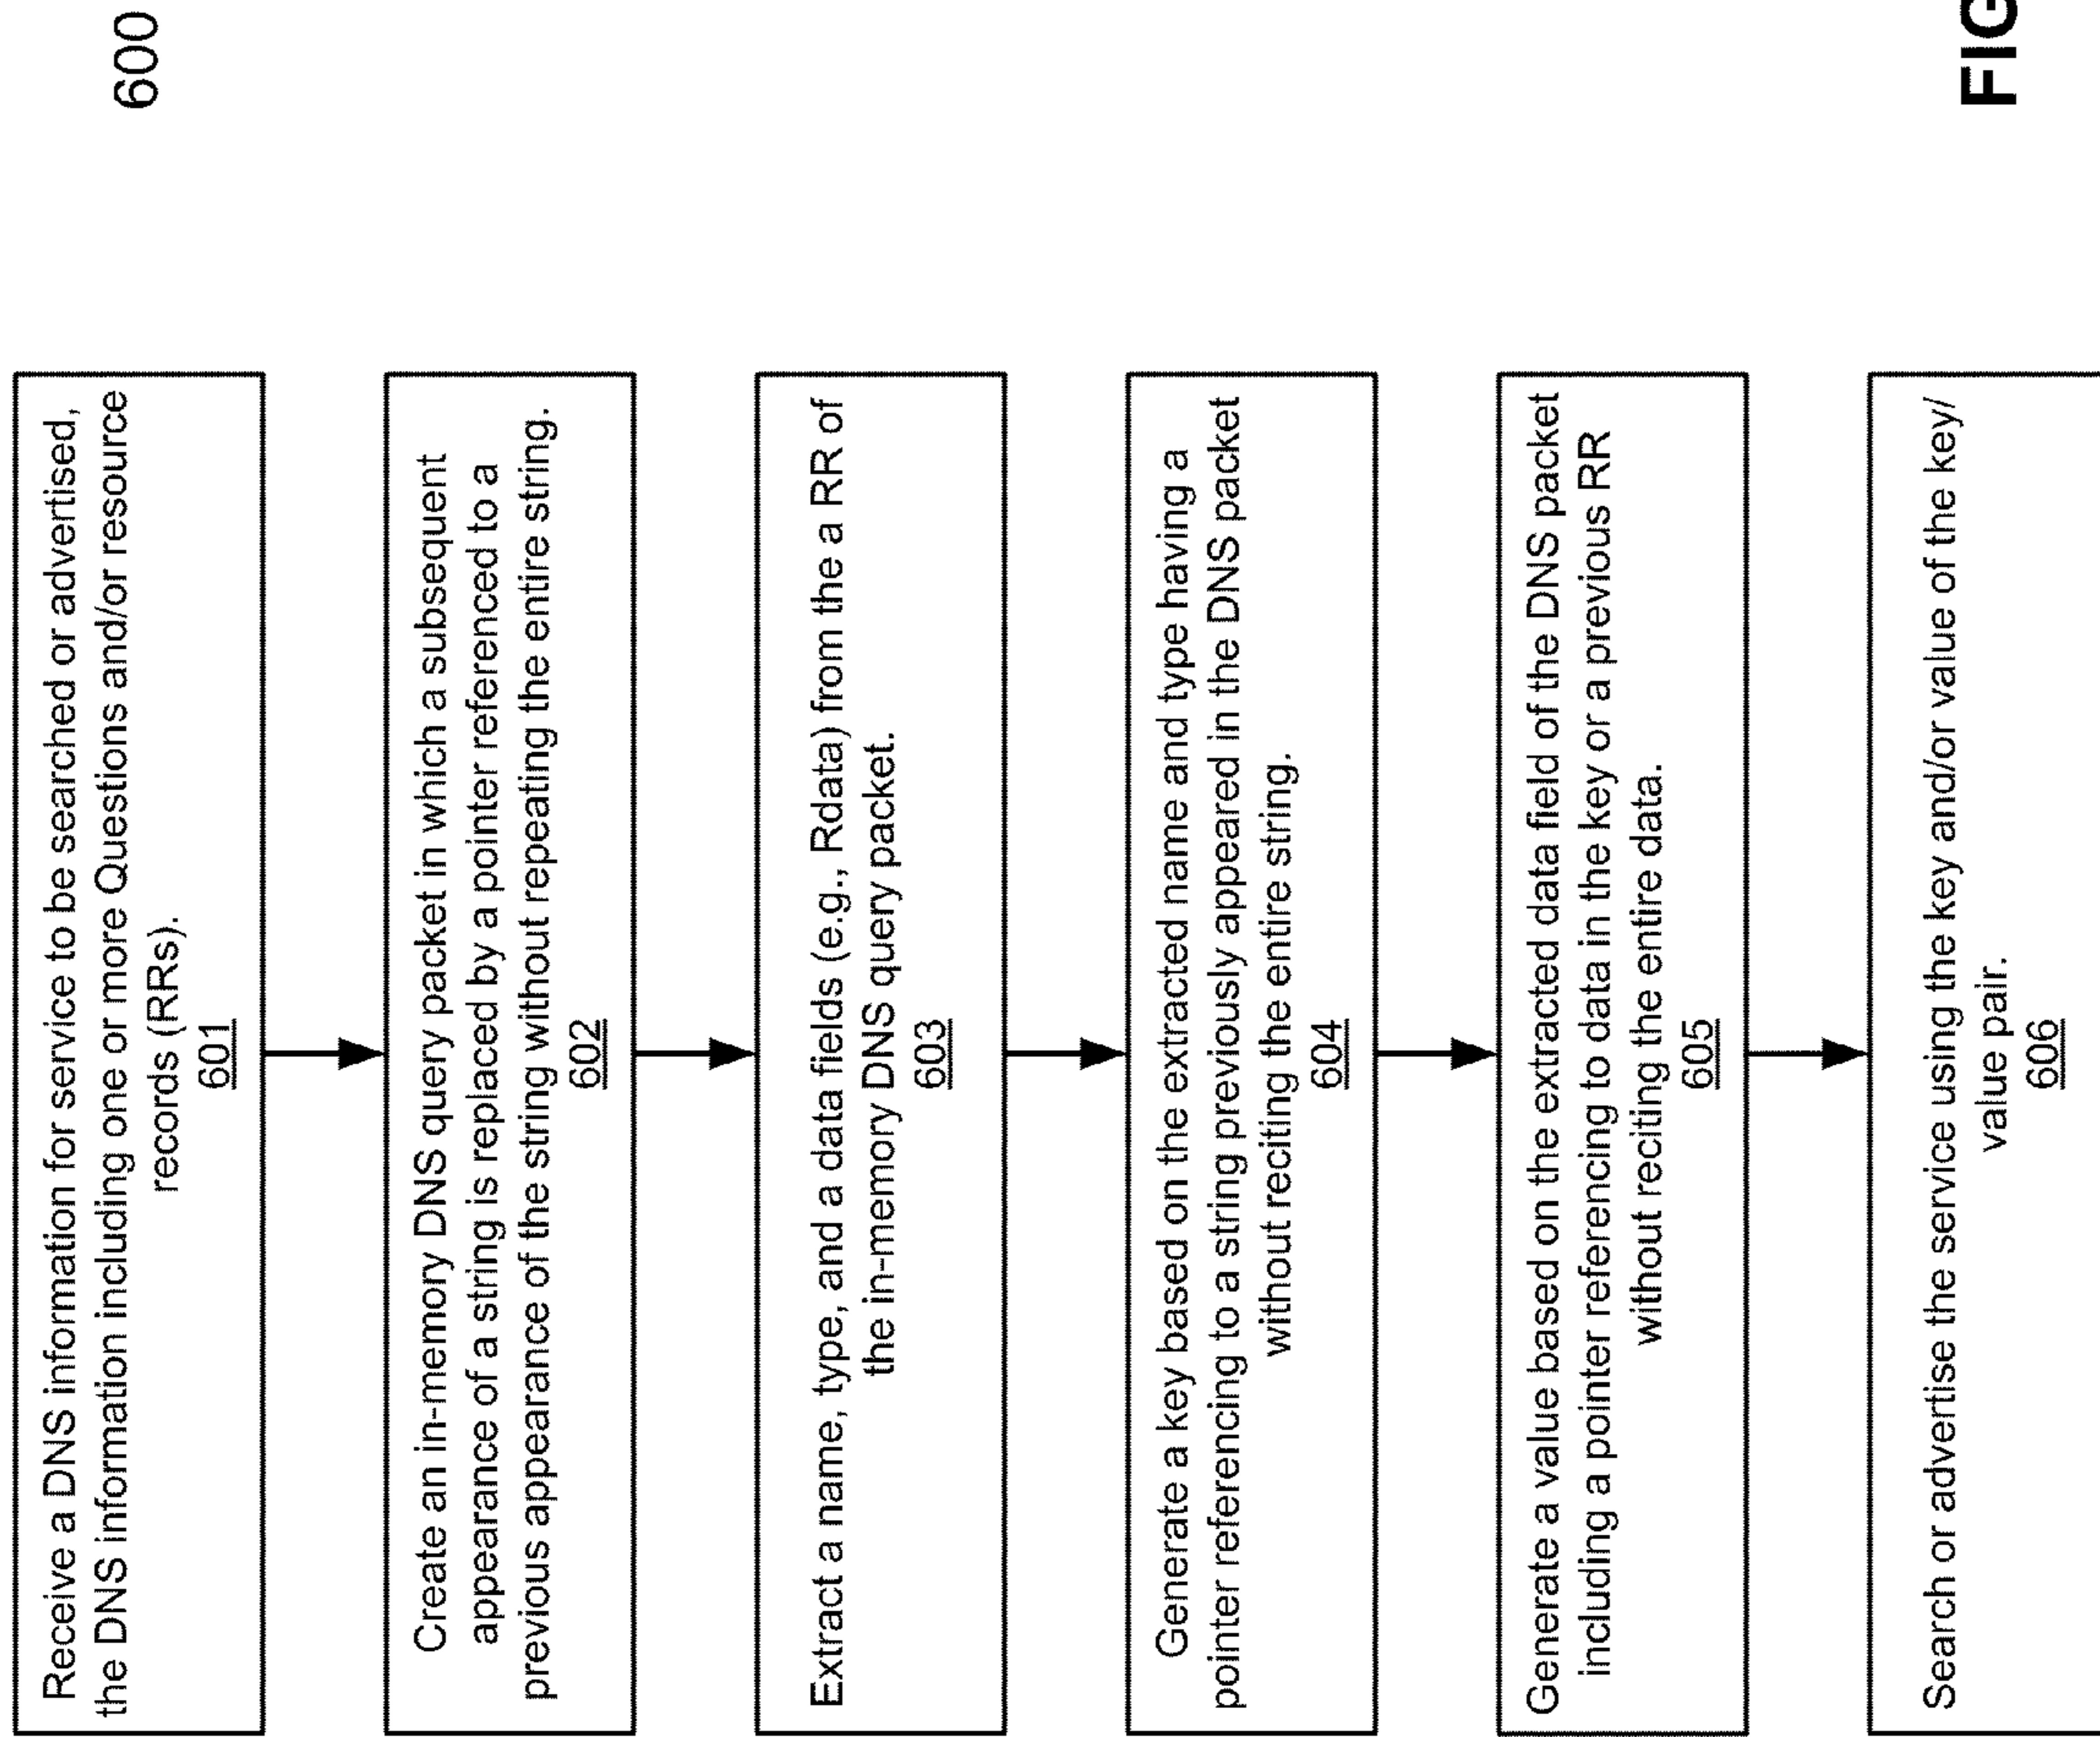 600
Receive a DNS information for service to be searched or advertised,
the DNS information including one or more Questions and/or resource
records (RRs).
601
Create an in-memory DNS query packet in which a subsequent
appearance of a string is replaced by a pointer referenced to a
previous appearance of the string without repeating the entire string.
602
Extract a name, type, and a data fields (e.g., Rdata) from the a RR of
the in-memory DNS query packet.
603
Generate a key based on the extracted name and type having a
pointer referencing to a string previously appeared in the DNS packet
without reciting the entire string.
604
Generate a value based on the extracted data field of the DNS packet
including a pointer referencing to data in the key or a previous RR
without reciting the entire data.
605
Search or advertise the service using the key and/or value of the key/
value pair.
606
FIG